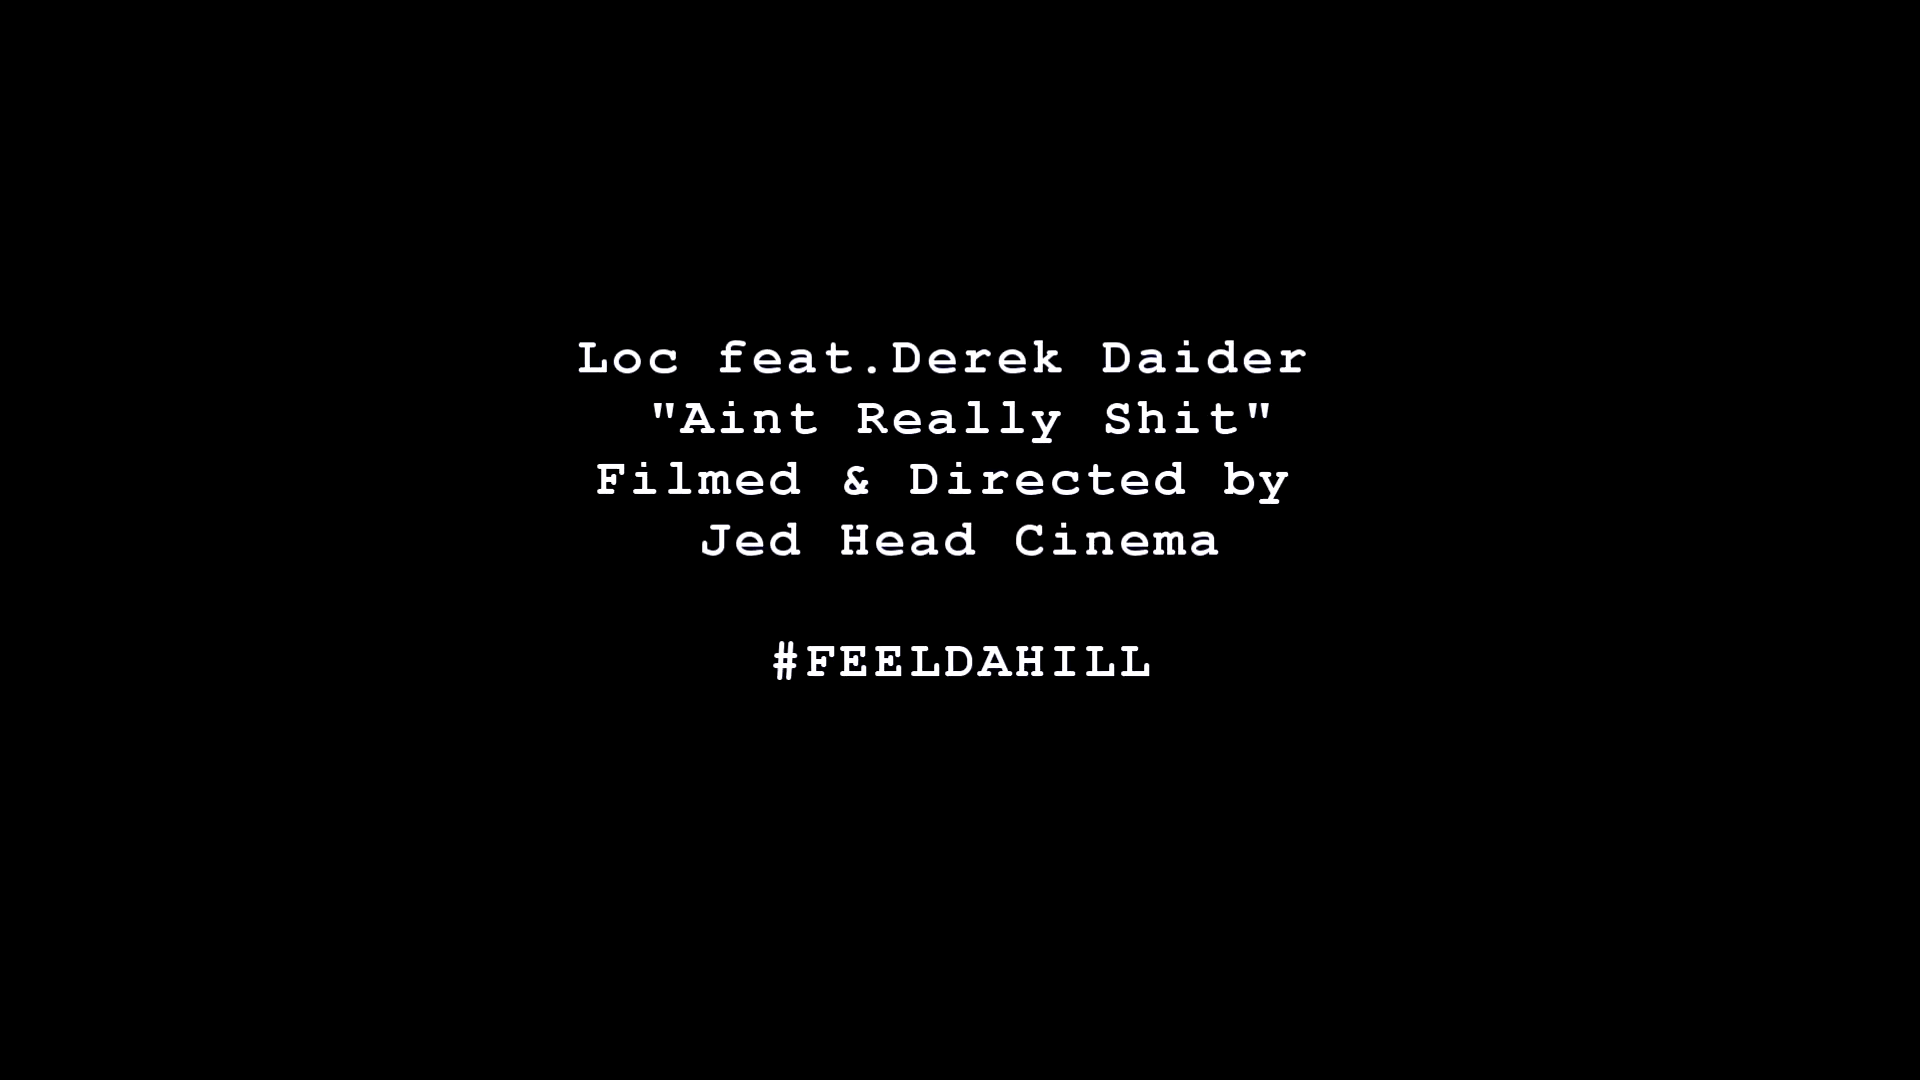 Loc feat.Derek Daider
"Aint Really Shit"
Filmed & Directed by
Jed Head Cinema
#FEELDAHILL